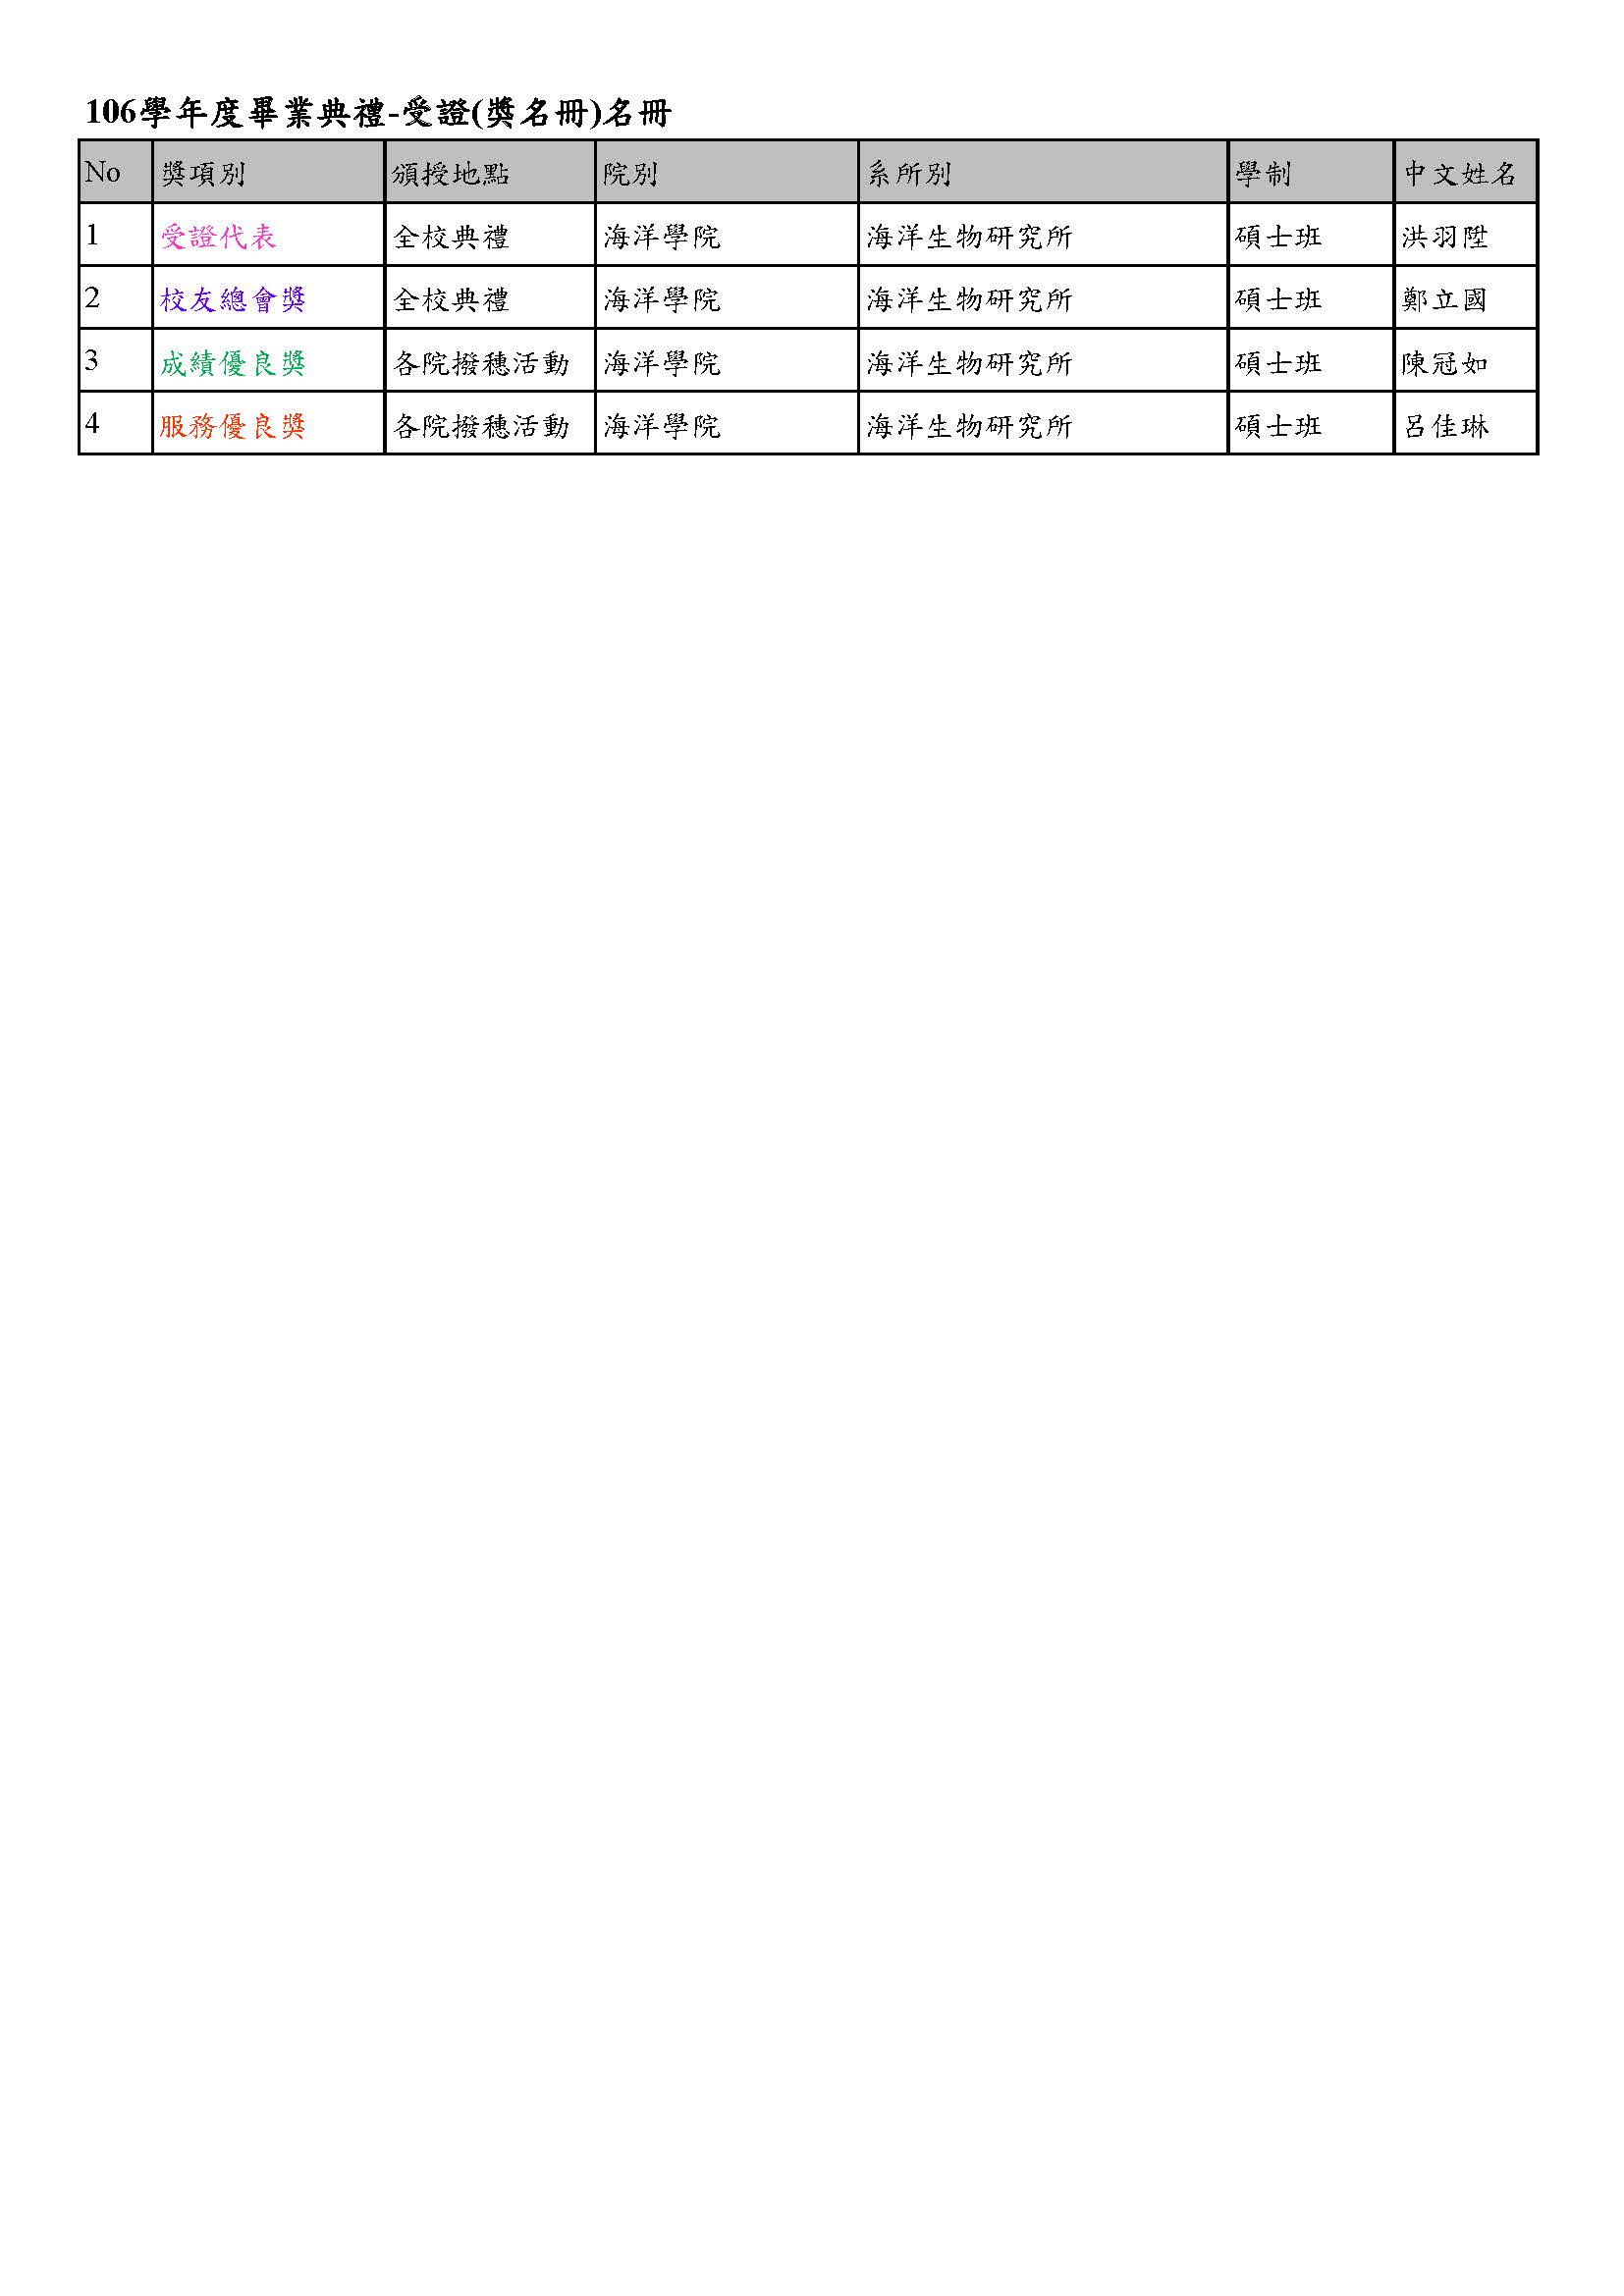 106學年度畢業典禮-受證(獎名冊)名冊
No 獎項別 頒授地點 院別 系所別 學制 中文姓名
1 受證代表 全校典禮 海洋學院 海洋生物研究所 碩士班 洪羽陞
2 校友總會獎 全校典禮 海洋學院 海洋生物研究所 碩士班 鄭立國
3 成績優良獎 各院撥穗活動 海洋學院 海洋生物研究所 碩士班 陳冠如
4 服務優良獎 各院撥穗活動 海洋學院 海洋生物研究所 碩士班 呂佳琳